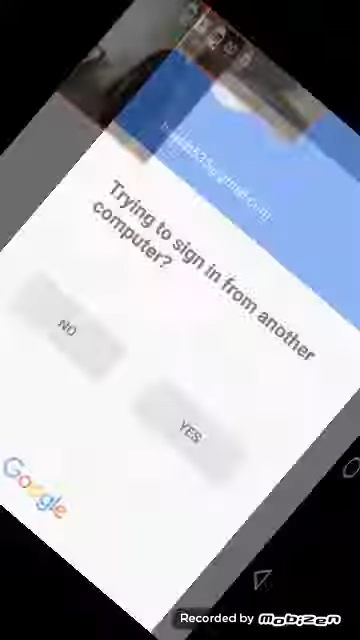 Trying to sign in from another
computer?
NO
YES
Google
Recorded by mobizen